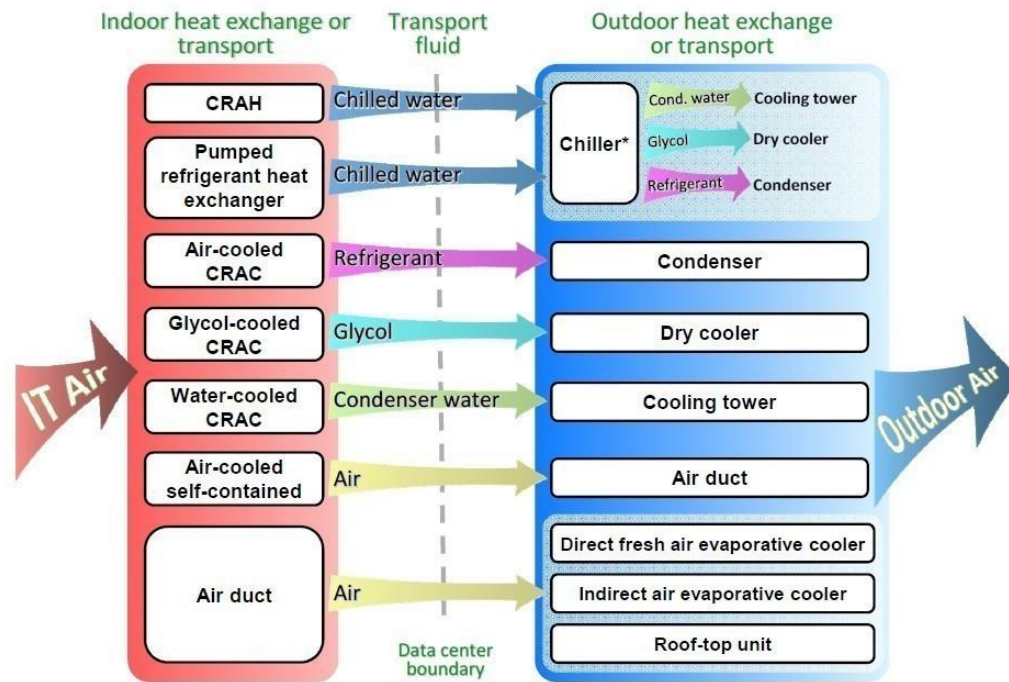 Indoor heat exchange or
transport
Transport
fluid
Outdoor heat exchange
or transport
CRAH
Chilled water
Chiller*
Cond. water
Cooling tower
Glycol
Dry cooler
Refrigerant
Condenser
Pumped
refrigerant heat
exchanger
Chilled water
Air-cooled
CRAC
Refrigerant
Condenser
Glycol-cooled
CRAC
Glycol
Dry cooler
IT Air
Water-cooled
CRAC
Condenser water
Cooling tower
Outdoor Air
Air-cooled
self-contained
Air
Air duct
Air duct
Air
Direct fresh air evaporative cooler
Indirect air evaporative cooler
Roof-top unit
Data center
boundary